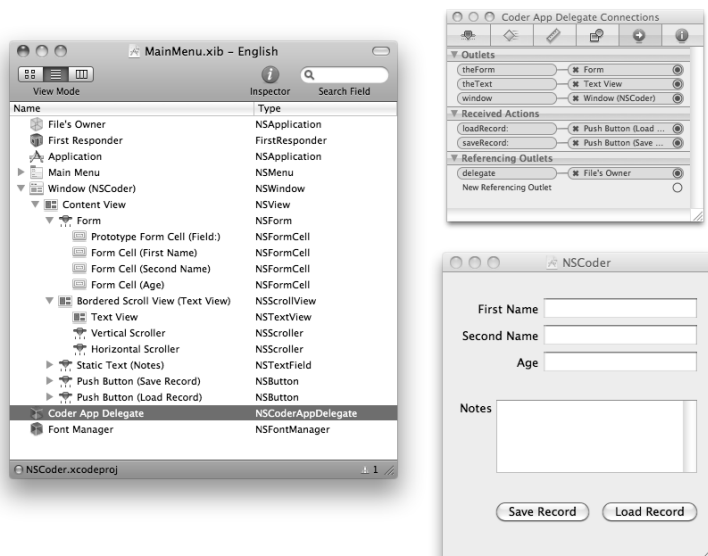 MainMenu.xib – English
View Mode
Inspector
Search Field
Name Type
File's Owner NSApplication
First Responder FirstResponder
Application NSApplication
Main Menu NSMenu
Window (NSCoder) NSWindow
Content View NSView
Form NSForm
Prototype Form Cell (Field:) NSFormCell
Form Cell (First Name) NSFormCell
Form Cell (Second Name) NSFormCell
Form Cell (Age) NSFormCell
Bordered Scroll View (Text View) NSScrollView
Text View NSTextView
Vertical Scroller NSScroller
Horizontal Scroller NSScroller
Static Text (Notes) NSTextField
Push Button (Save Record) NSButton
Push Button (Load Record) NSButton
Coder App Delegate NSCoderAppDelegate
Font Manager NSFontManager
NSCoder.xcodeproj 1
Coder App Delegate Connections
Outlets
theForm Form
theText Text View
window Window (NSCoder)
Received Actions
loadRecord: Push Button (Load ...
saveRecord: Push Button (Save ...
Referencing Outlets
delegate File's Owner
New Referencing Outlet
NSCoder
First Name
Second Name
Age
Notes
Save Record Load Record